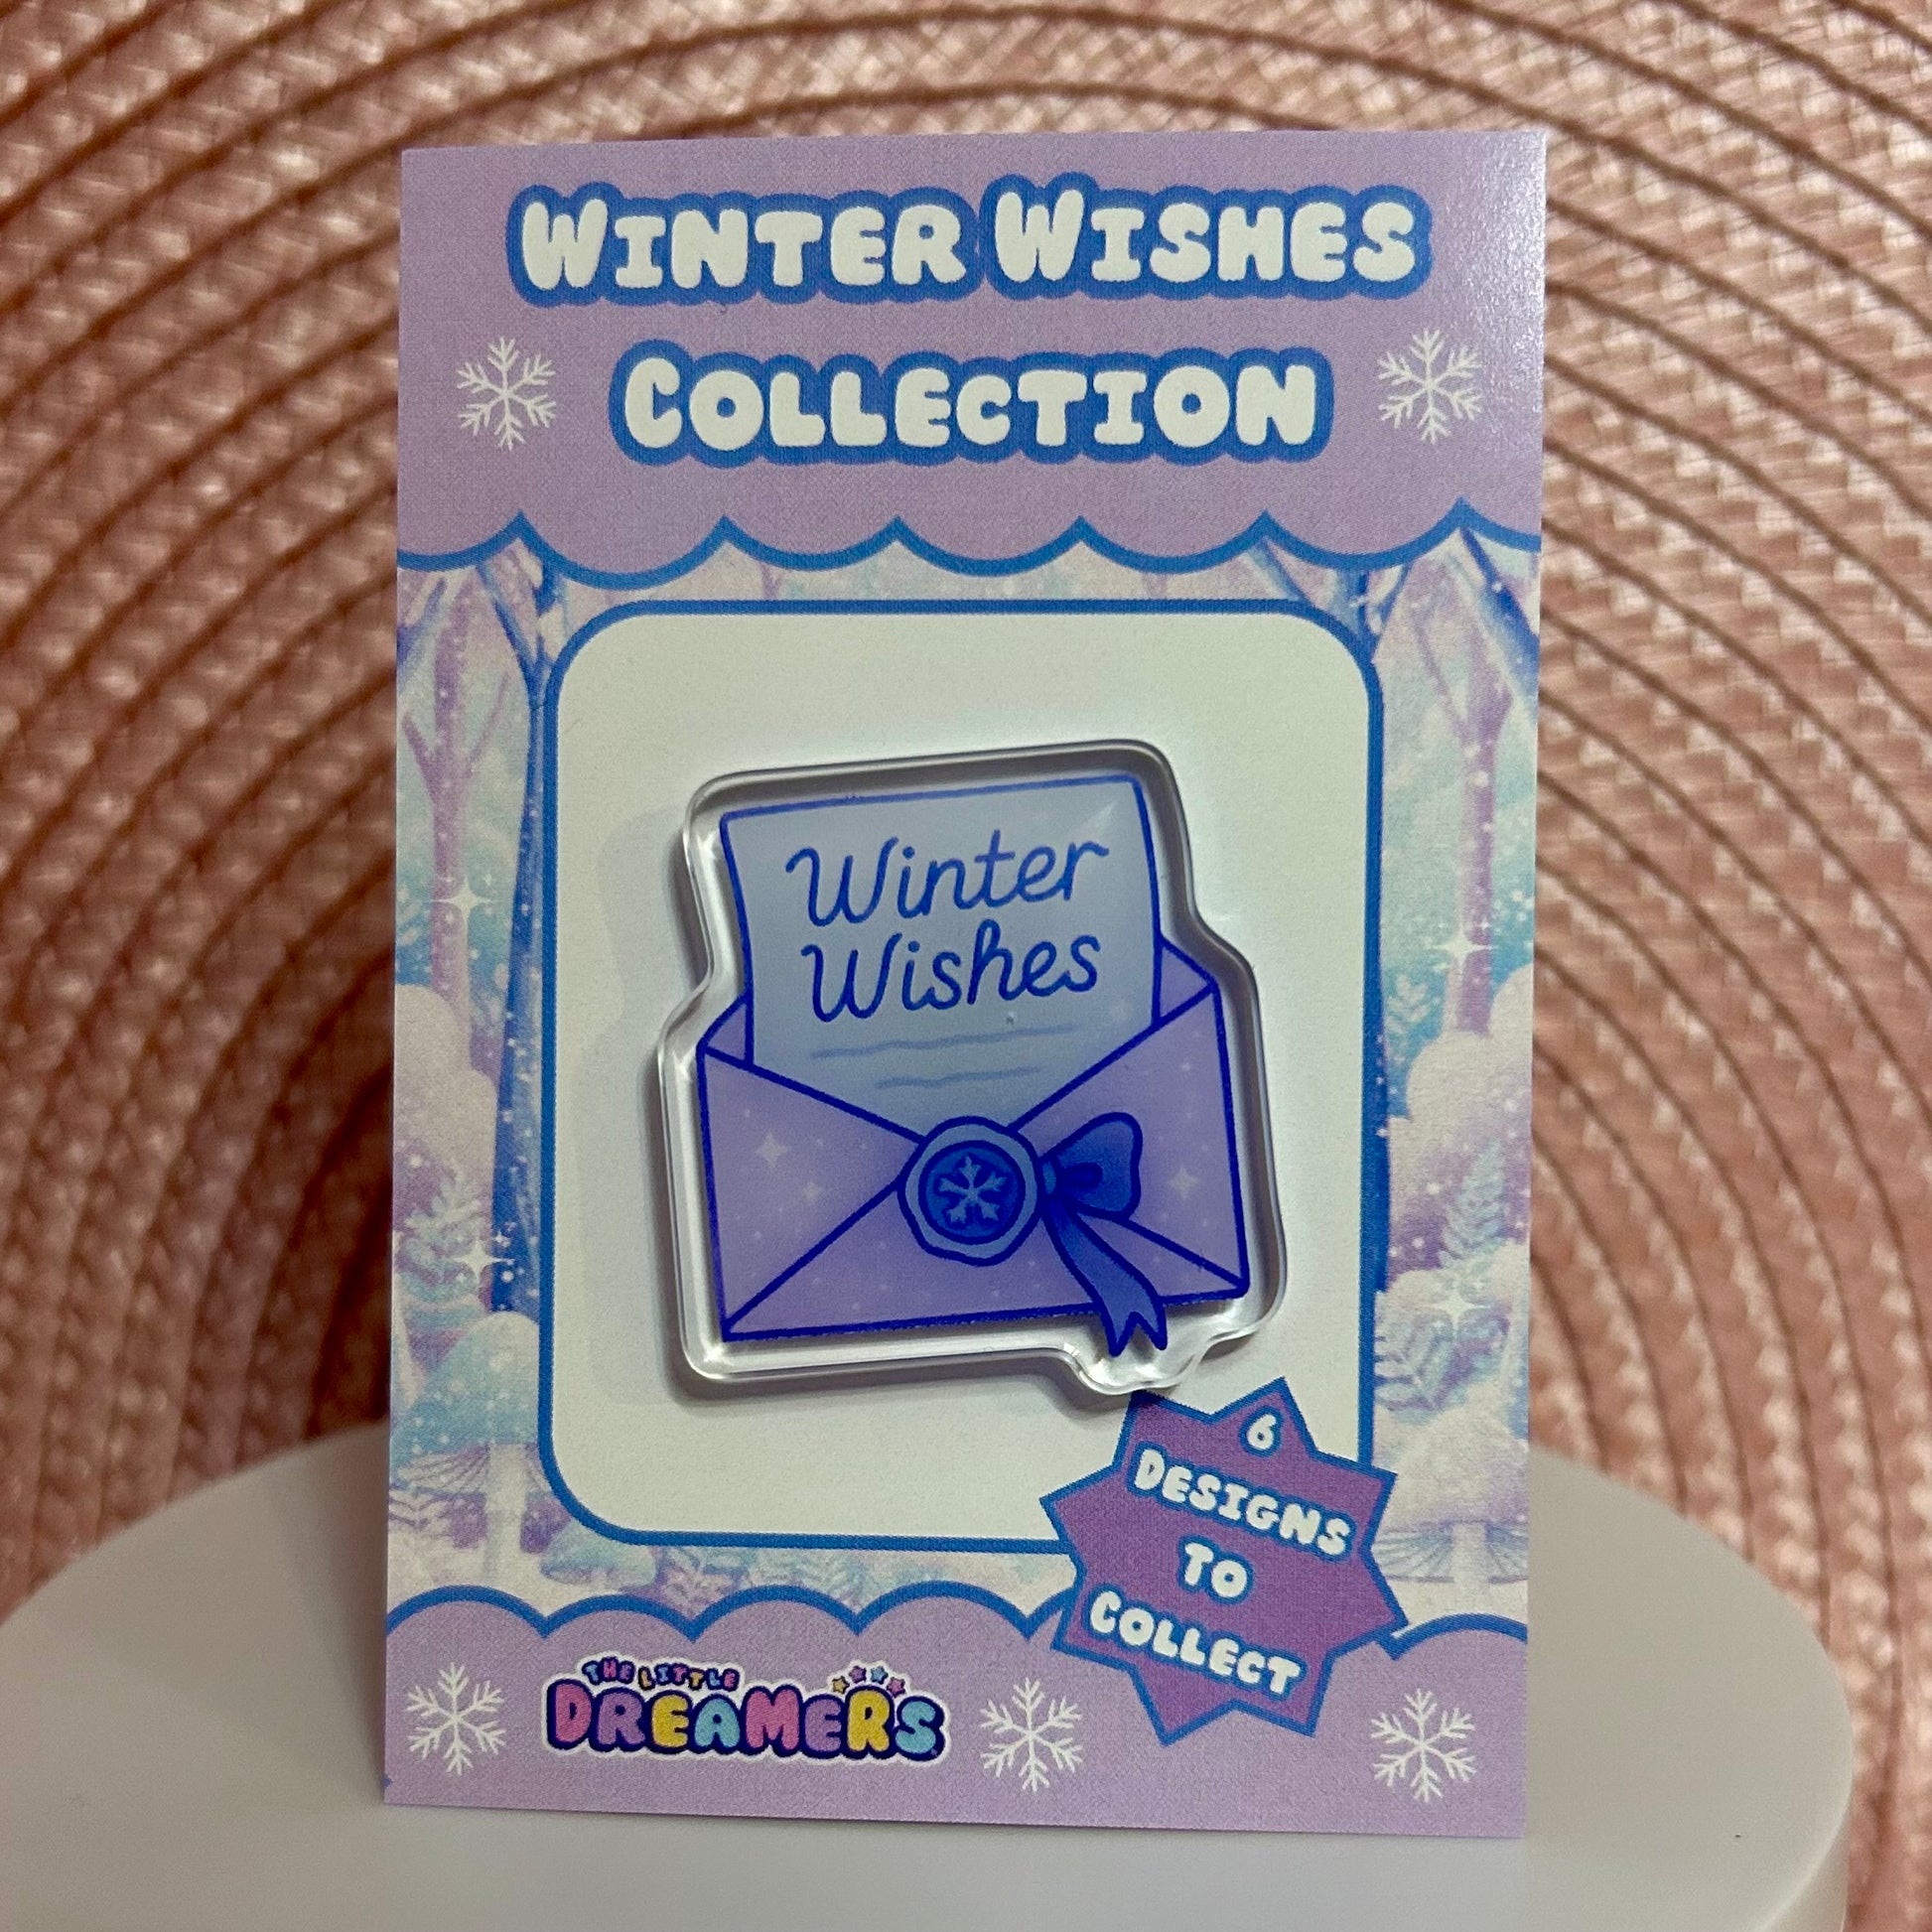 WINTER WISHES
COLLECTION
Winter
Wishes
6
DESIGNS
TO
COLLECT
THE LITTLE
DREAMERS